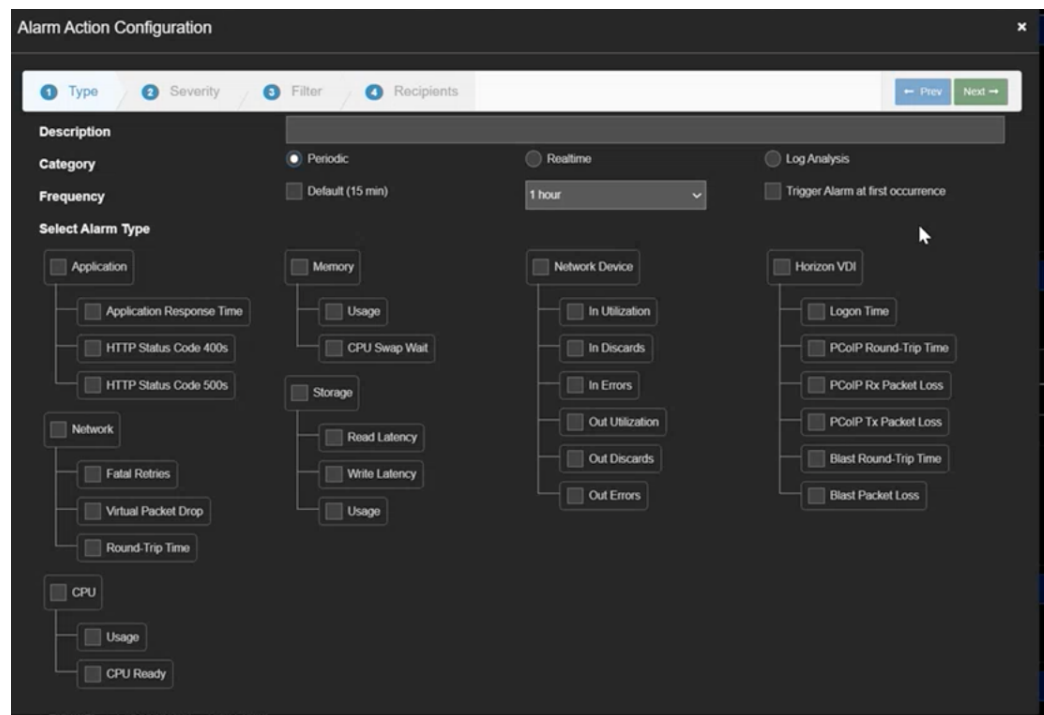 Alarm Action Configuration ×
1 Type 2 Severity 3 Filter 4 Recipients ← Prev Next →
Description
Category Periodic Realtime Log Analysis
Frequency Default (15 min) 1 hour Trigger Alarm at first occurrence
Select Alarm Type
Application
Application Response Time
HTTP Status Code 400s
HTTP Status Code 500s
Network
Fatal Retries
Virtual Packet Drop
Round-Trip Time
CPU
Usage
CPU Ready
Memory
Usage
CPU Swap Wait
Storage
Read Latency
Write Latency
Usage
Network Device
In Utilization
In Discards
In Errors
Out Utilization
Out Discards
Out Errors
Horizon VDI
Logon Time
PCoIP Round-Trip Time
PCoIP Rx Packet Loss
PCoIP Tx Packet Loss
Blast Round-Trip Time
Blast Packet Loss